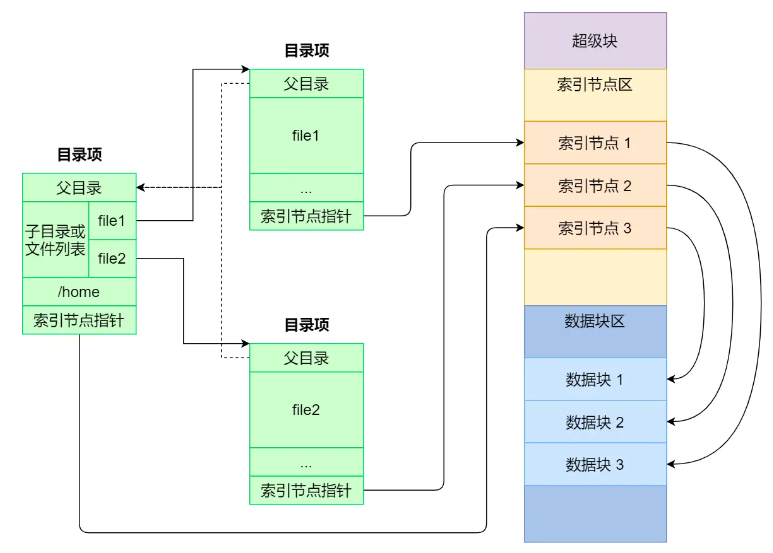 目录项
父目录
子目录或
文件列表
file1
file2
/home
索引节点指针
目录项
父目录
file1
...
索引节点指针
目录项
父目录
file2
...
索引节点指针
超级块
索引节点区
索引节点 1
索引节点 2
索引节点 3
数据块区
数据块 1
数据块 2
数据块 3